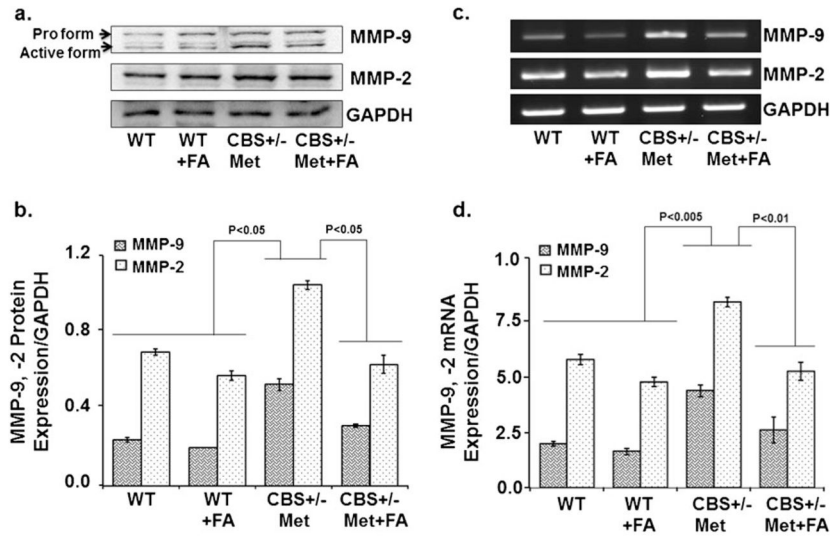 a.
Pro form
Active form
MMP-9
MMP-2
GAPDH
WT
WT
+FA
CBS+/-
Met
CBS+/-
Met+FA
c.
MMP-9
MMP-2
GAPDH
WT
WT
+FA
CBS+/-
Met
CBS+/-
Met+FA
b.
MMP-9, -2 Protein
Expression/GAPDH
1.2
0.8
0.4
0.0
MMP-9
MMP-2
P<0.05
P<0.05
WT
WT
+FA
CBS+/-
Met
CBS+/-
Met+FA
d.
MMP-9, -2 mRNA
Expression/GAPDH
1.0
7.5
5.0
2.5
0.0
MMP-9
MMP-2
P<0.005
P<0.01
WT
WT
+FA
CBS+/-
Met
CBS+/-
Met+FA